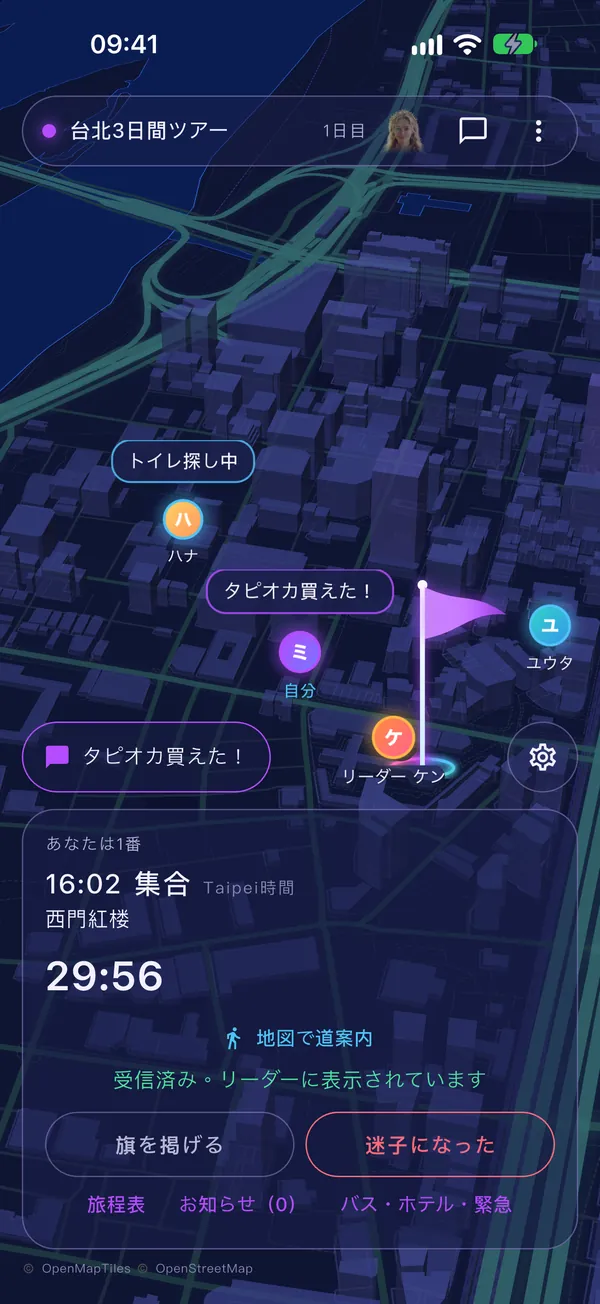 09:41
台北3日間ツアー 1日目
トイレ探し中
ハ
ハナ
タピオカ買えた！
ユ
ユウタ
ミ
自分
ケ
リーダー ケン
タピオカ買えた！
あなたは1番
16:02 集合 Taipei時間
西門紅楼
29:56
地図で道案内
受信済み。リーダーに表示されています
旗を掲げる 迷子になった
旅程表 お知らせ（0） バス・ホテル・緊急
© OpenMapTiles © OpenStreetMap